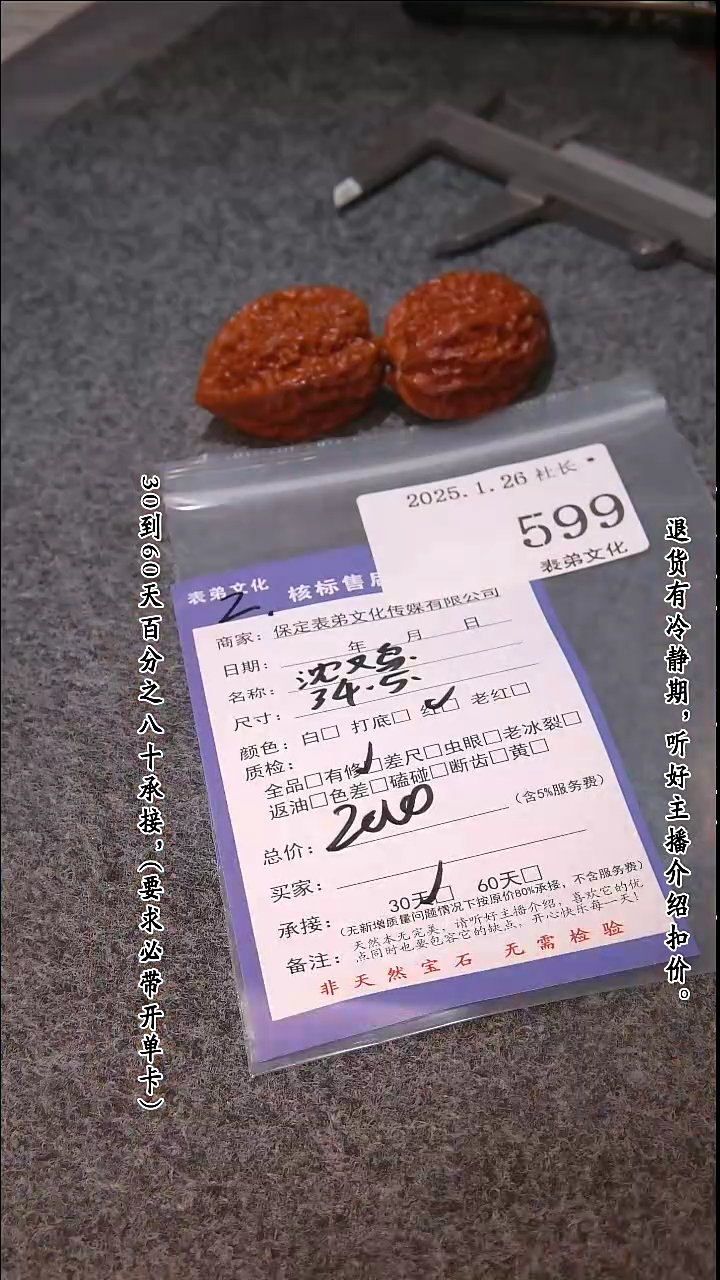 2025.1.26 社长
599
表弟文化
表弟文化
2.
核标售后
商家：保定表弟文化传媒有限公司
日期： 年 月 日
名称：
尺寸：34.5
颜色：白□ 打底□ 红□✓ 老红□
质检：
全品□有修□✓差尺□虫眼□老冰裂□
返油□色差□磕碰□断齿□黄□
总价：2000 （含5%服务费）
买家：
承接：30天□✓ 60天□
（无新增质量问题情况下按原价80%承接，不含服务费）
备注：天然本无完美，请听好主播介绍，喜欢它的优
点同时也要包容它的缺点，开心快乐每一天！
非天然宝石 无需检验
30到60天百分之八十承接，（要求必带开单卡）
退货有冷静期，听好主播介绍扣价。